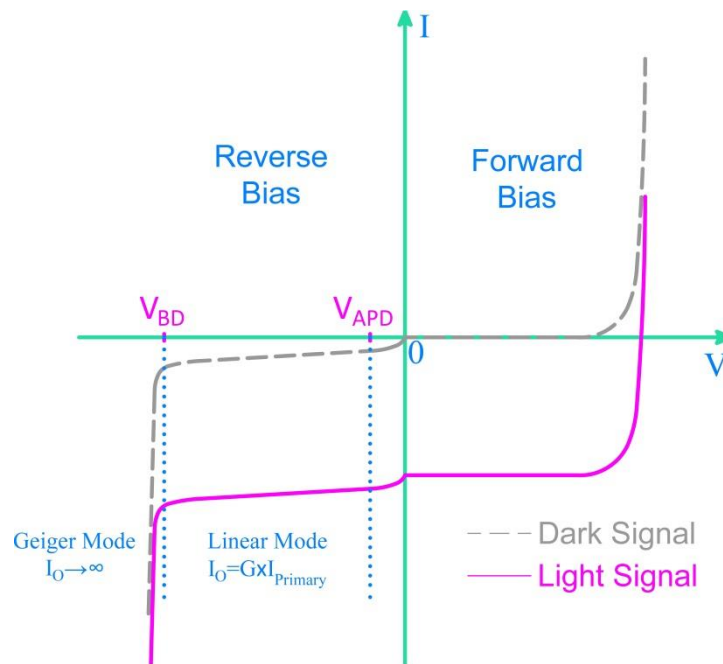 I
Reverse
Bias
Forward
Bias
V_BD
V_APD
0
V
Geiger Mode
I_O→∞
Linear Mode
I_O=GxI_Primary
Dark Signal
Light Signal